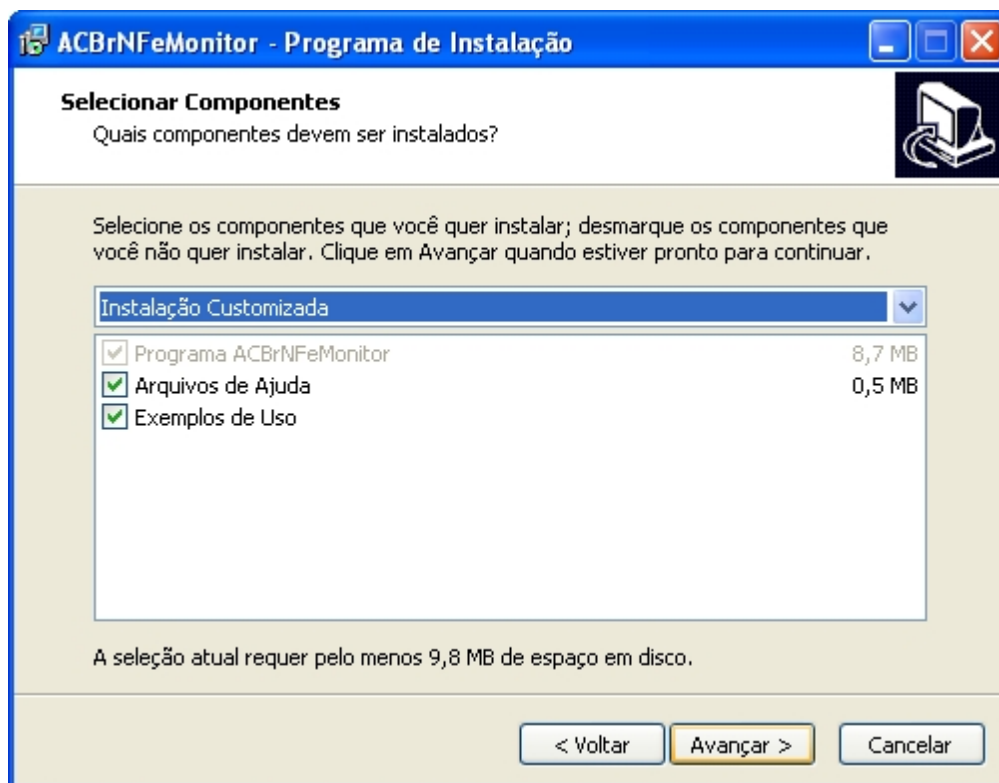 ACBrNFeMonitor - Programa de Instalação
Selecionar Componentes
Quais componentes devem ser instalados?
Selecione os componentes que você quer instalar; desmarque os componentes que
você não quer instalar. Clique em Avançar quando estiver pronto para continuar.
Instalação Customizada
Programa ACBrNFeMonitor 8,7 MB
Arquivos de Ajuda 0,5 MB
Exemplos de Uso
A seleção atual requer pelo menos 9,8 MB de espaço em disco.
< Voltar Avançar > Cancelar